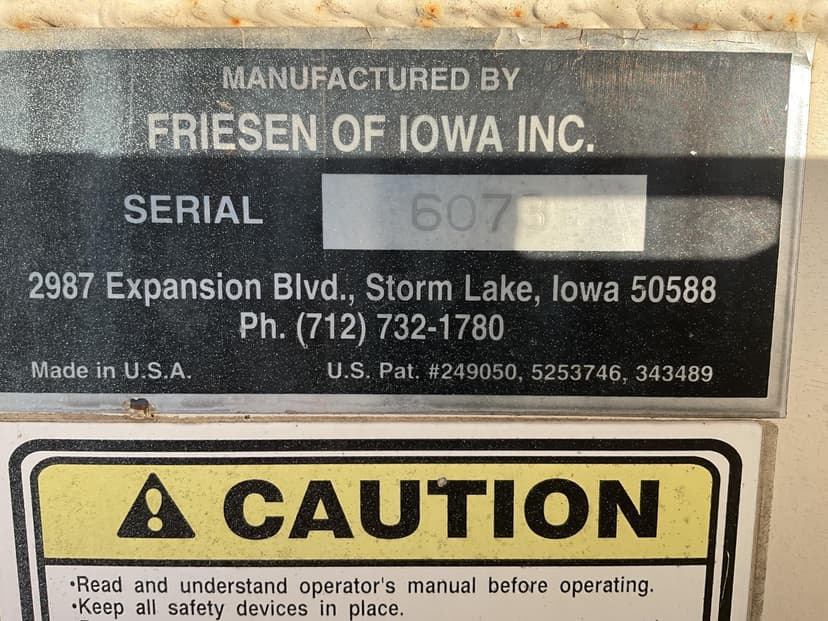 MANUFACTURED BY
FRIESEN OF IOWA INC.
SERIAL
2987 Expansion Blvd., Storm Lake, Iowa 50588
Ph. (712) 732-1780
Made in U.S.A. U.S. Pat. #249050, 5253746, 343489
CAUTION
•Read and understand operator's manual before operating.
•Keep all safety devices in place.